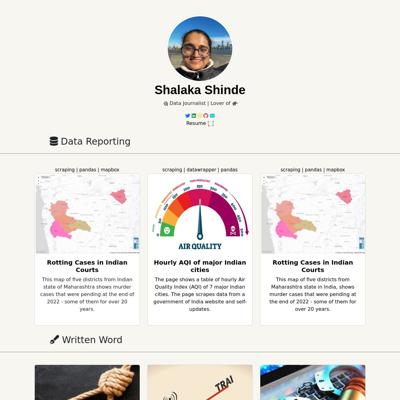 Shalaka Shinde
Data Journalist | Lover of
Resume
Data Reporting
scraping | pandas | mapbox
scraping | datawrapper | pandas
scraping | pandas | mapbox
AIR QUALITY
Rotting Cases in Indian
Courts
This map of five districts from Indian
state of Maharashtra shows murder
cases that were pending at the end of
2022 - some of them for over 20
years.
Hourly AQI of major Indian
cities
The page shows a table of hourly Air
Quality Index (AQI) of 7 major Indian
cities. The page scrapes data from a
government of India website and self-
updates.
Rotting Cases in Indian
Courts
This map of five districts from
Maharashtra state in India, shows
murder cases that were pending at
the end of 2022 - some of them for
over 20 years.
Written Word
TRAI